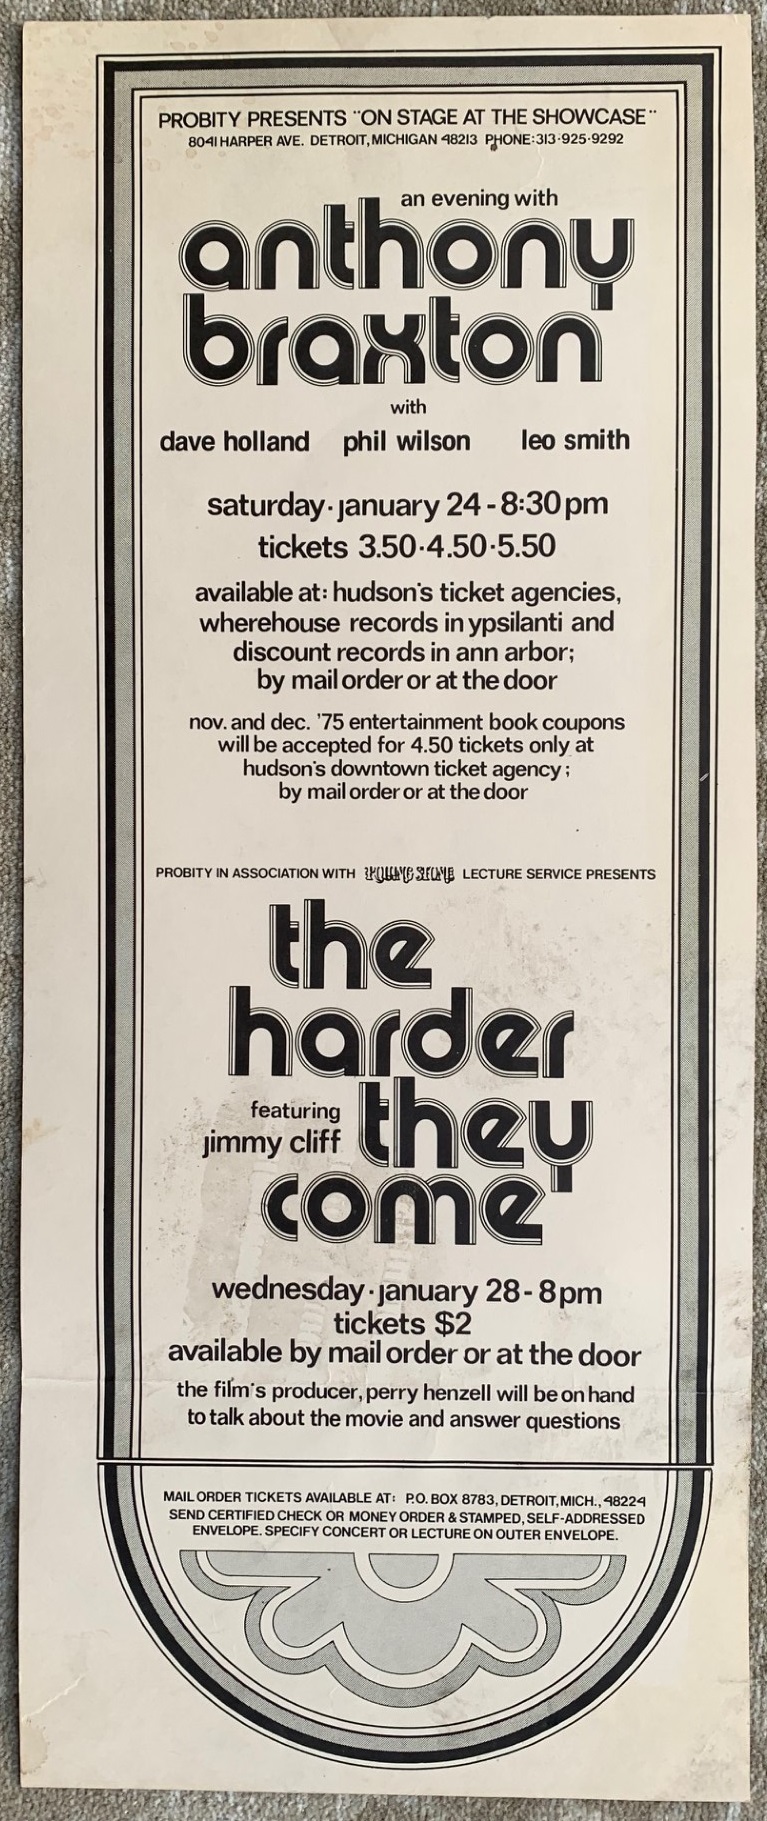 PROBITY PRESENTS "ON STAGE AT THE SHOWCASE"
8041 HARPER AVE. DETROIT, MICHIGAN 48213 PHONE: 313-925-9292
an evening with
anthony
braxton
with
dave holland phil wilson leo smith
saturday · january 24 - 8:30 pm
tickets 3.50 · 4.50 · 5.50
available at: hudson's ticket agencies,
wherehouse records in ypsilanti and
discount records in ann arbor;
by mail order or at the door
nov. and dec. '75 entertainment book coupons
will be accepted for 4.50 tickets only at
hudson's downtown ticket agency;
by mail order or at the door
PROBITY IN ASSOCIATION WITH ROLLING STONE LECTURE SERVICE PRESENTS
the
harder
featuring
jimmy cliff they
come
wednesday · january 28 - 8 pm
tickets $2
available by mail order or at the door
the film's producer, perry henzell will be on hand
to talk about the movie and answer questions
MAIL ORDER TICKETS AVAILABLE AT: P.O. BOX 8783, DETROIT, MICH., 48224
SEND CERTIFIED CHECK OR MONEY ORDER & STAMPED, SELF-ADDRESSED
ENVELOPE. SPECIFY CONCERT OR LECTURE ON OUTER ENVELOPE.